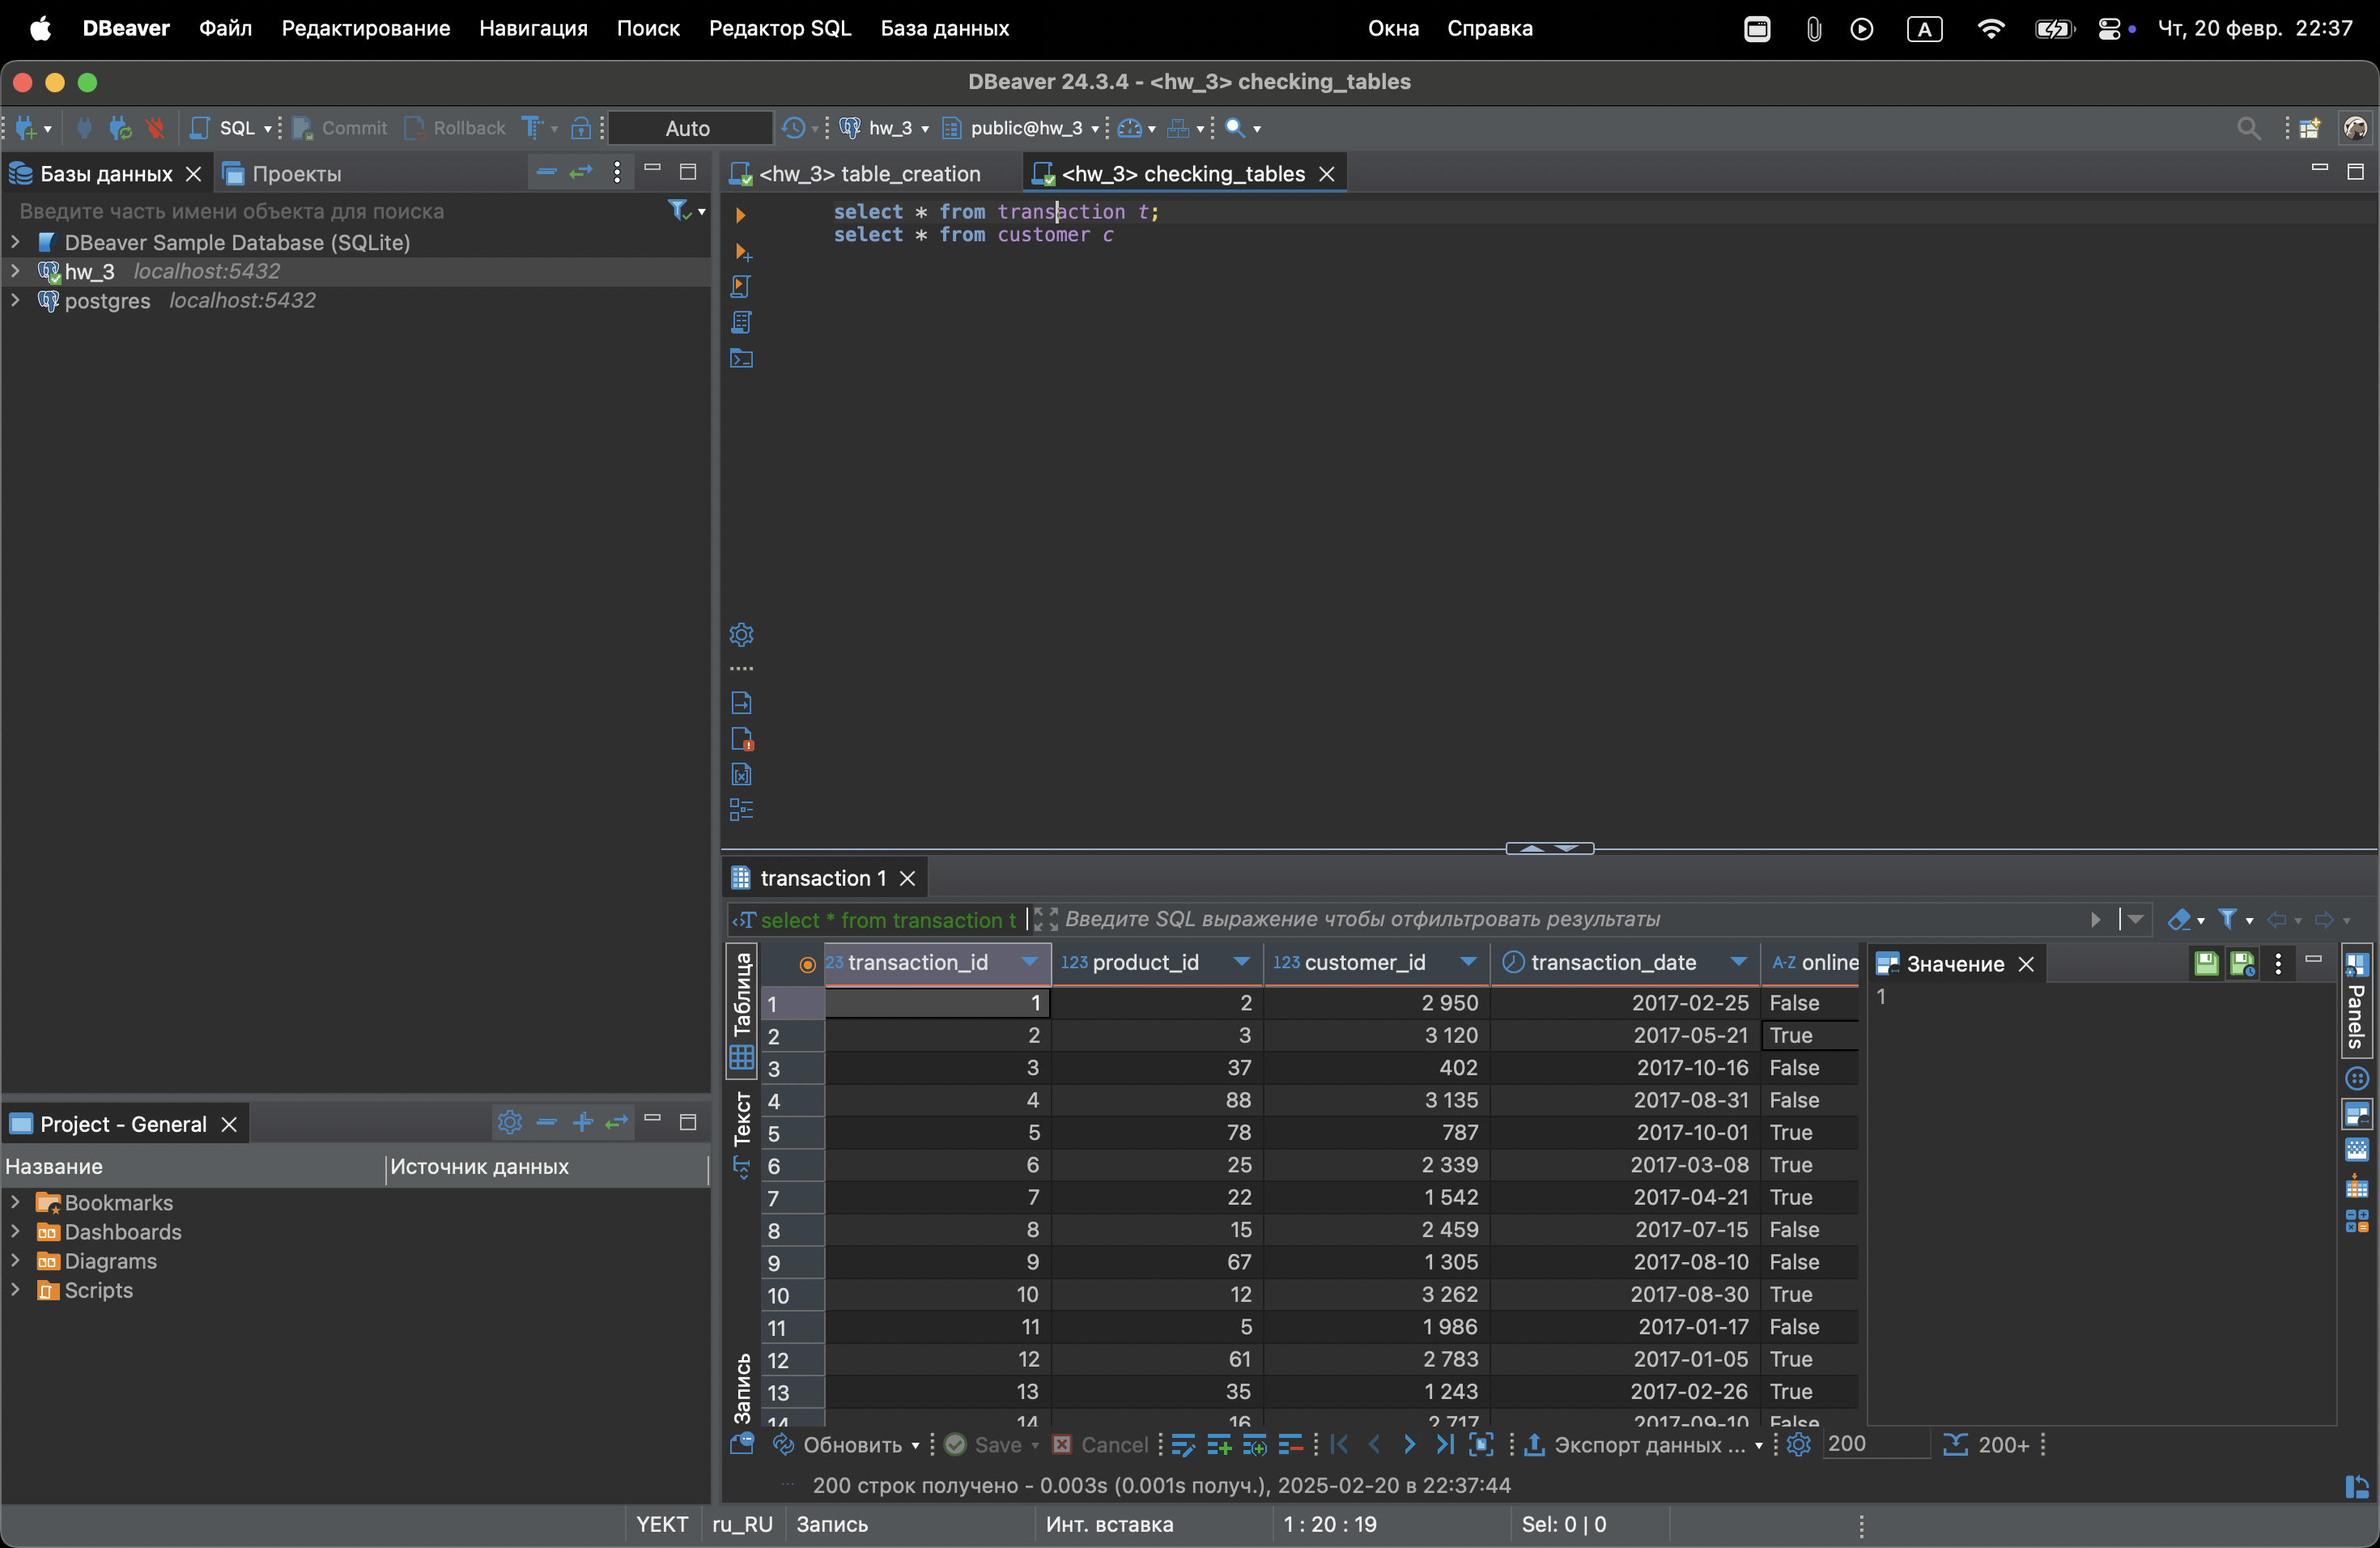 DBeaver Файл Редактирование Навигация Поиск Редактор SQL База данных Окна Справка A Чт, 20 февр. 22:37
DBeaver 24.3.4 - <hw_3> checking_tables
SQL Commit Rollback Auto hw_3 public@hw_3
Базы данных Проекты
Введите часть имени объекта для поиска
DBeaver Sample Database (SQLite)
hw_3 localhost:5432
postgres localhost:5432
<hw_3> table_creation <hw_3> checking_tables
select * from transaction t;
select * from customer c
Project - General
Название Источник данных
Bookmarks
Dashboards
Diagrams
Scripts
transaction 1
select * from transaction t Введите SQL выражение чтобы отфильтровать результаты
Таблица
Текст
Запись
23 transaction_id 123 product_id 123 customer_id transaction_date A-Z online
1 1 2 2 950 2017-02-25 False
2 2 3 3 120 2017-05-21 True
3 3 37 402 2017-10-16 False
4 4 88 3 135 2017-08-31 False
5 5 78 787 2017-10-01 True
6 6 25 2 339 2017-03-08 True
7 7 22 1 542 2017-04-21 True
8 8 15 2 459 2017-07-15 False
9 9 67 1 305 2017-08-10 False
10 10 12 3 262 2017-08-30 True
11 11 5 1 986 2017-01-17 False
12 12 61 2 783 2017-01-05 True
13 13 35 1 243 2017-02-26 True
14 14 16 2 717 2017-09-10 False
Значение
1
Panels
Обновить Save Cancel Экспорт данных ... 200 200+
200 строк получено - 0.003s (0.001s получ.), 2025-02-20 в 22:37:44
YEKT ru_RU Запись Инт. вставка 1 : 20 : 19 Sel: 0 | 0